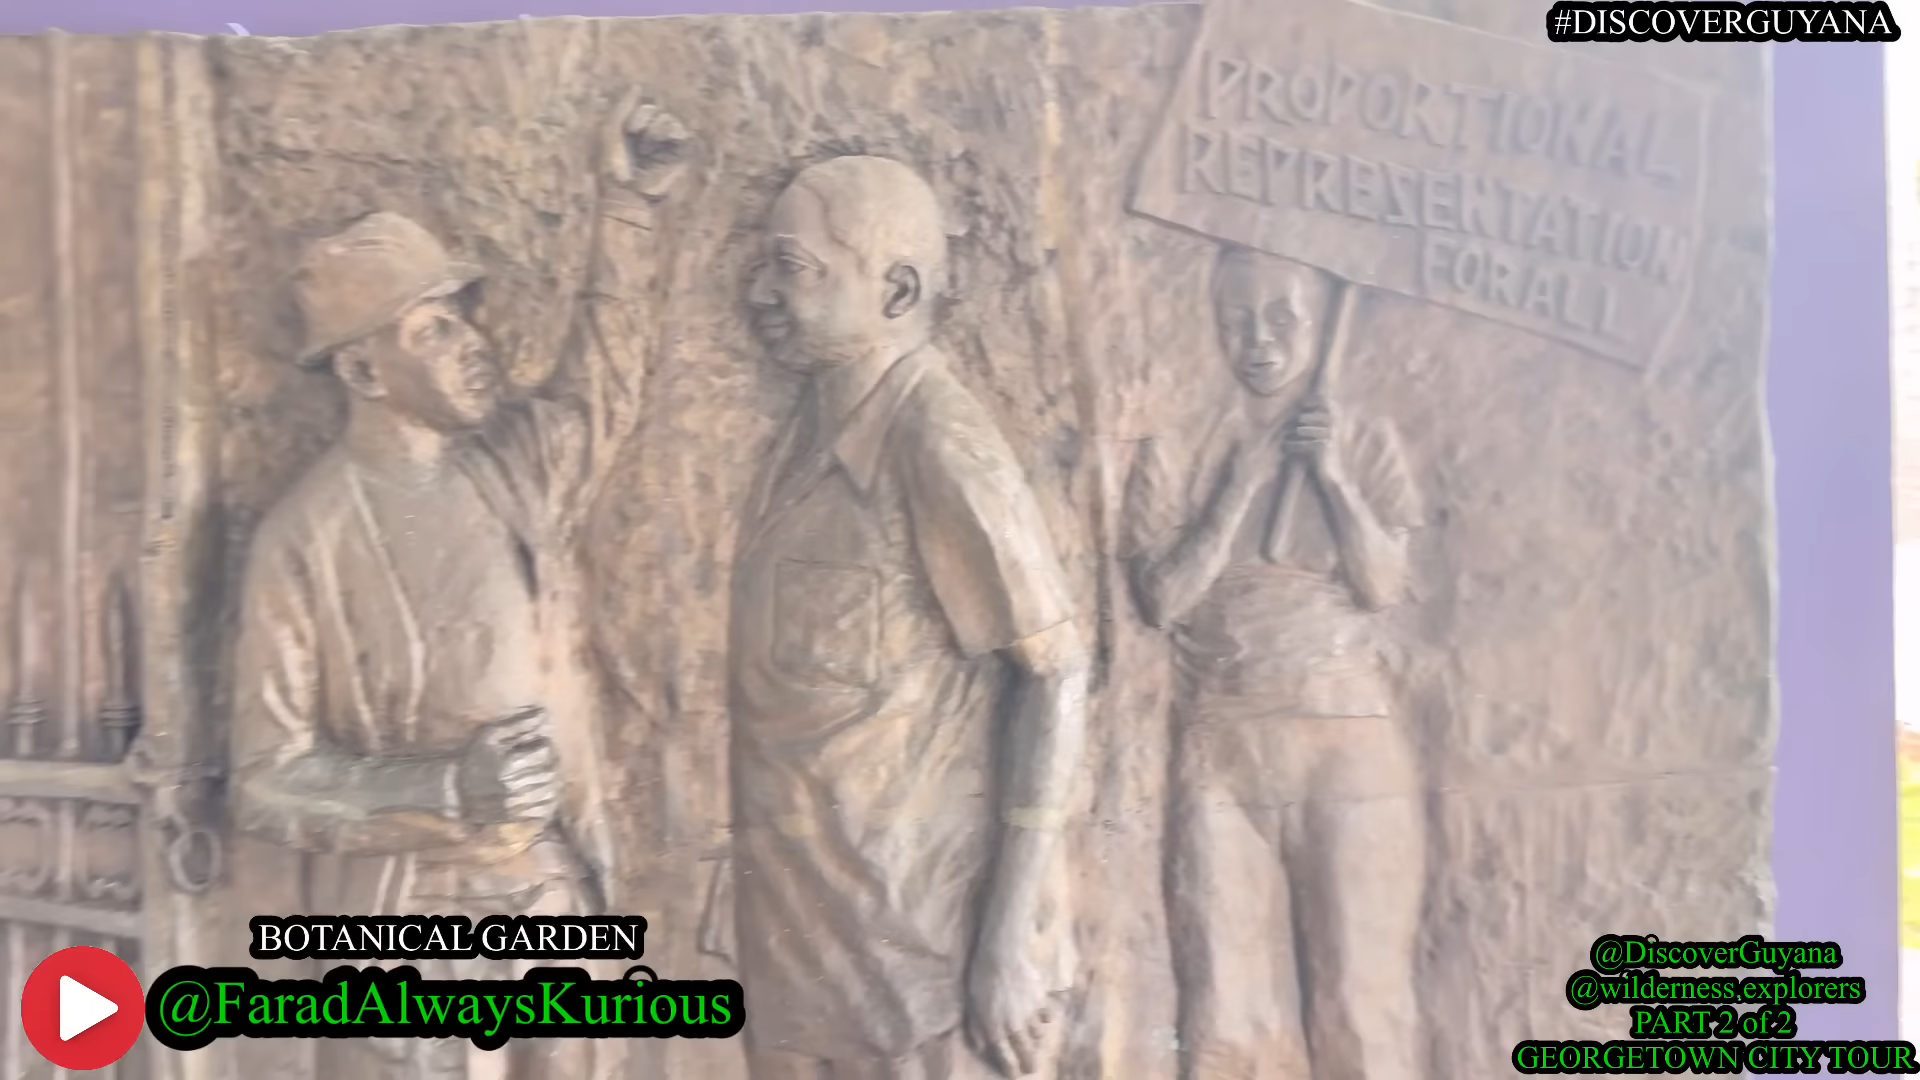 #DISCOVERGUYANA
PROPORTIONAL
REPRESENTATION
FOR ALL
BOTANICAL GARDEN
@FaradAlwaysKurious
@DiscoverGuyana
@wilderness.explorers
PART 2 of 2
GEORGETOWN CITY TOUR